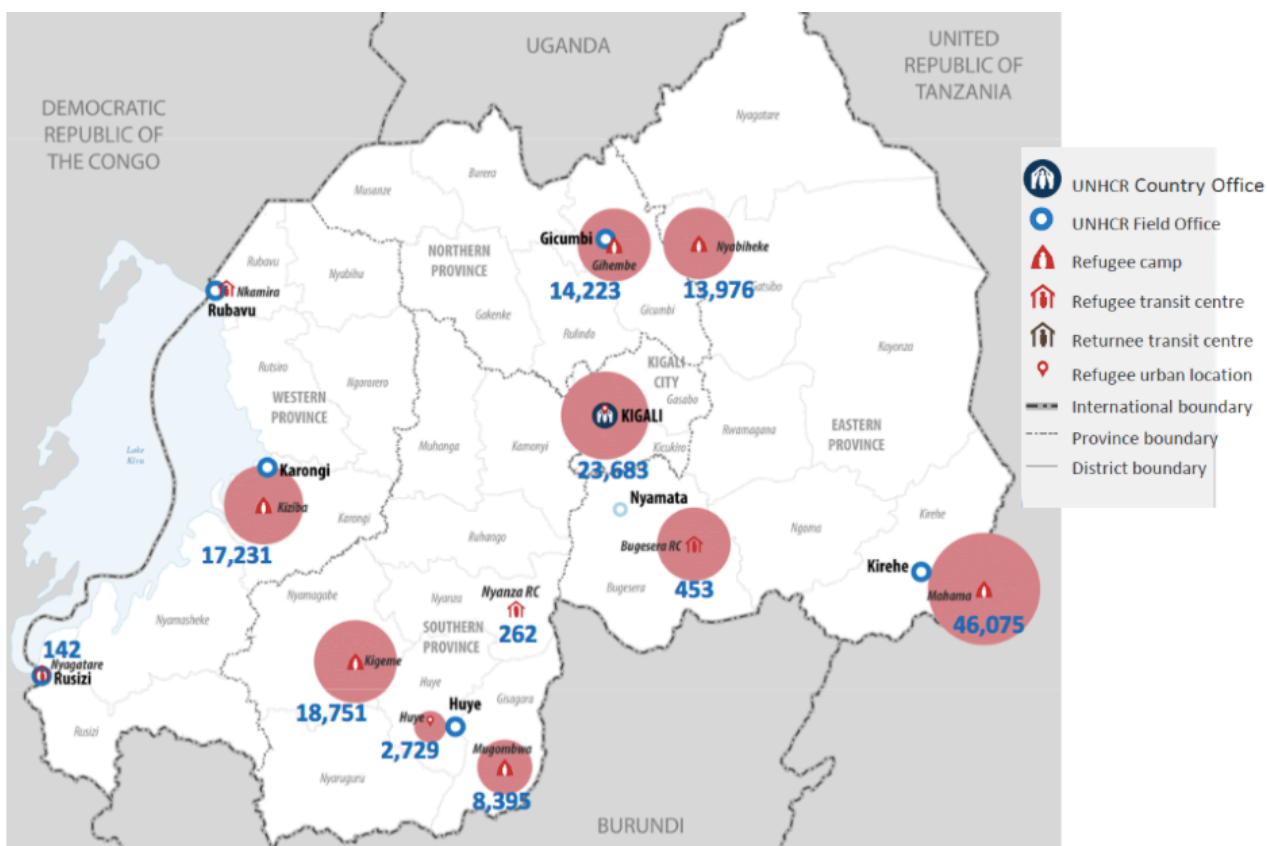 UGANDA
UNITED
REPUBLIC OF
TANZANIA
DEMOCRATIC
REPUBLIC OF
THE CONGO
Nyagatare
Burera
Musanze
Gicumbi
Gihembe
14,223
Nyabiheke
13,976
Gatsibo
NORTHERN
PROVINCE
Rubavu
Nyabihu
Nkamira
Rubavu
Gakenke
Rulindo
Gicumbi
Kayonza
Rutsiro
Ngororero
WESTERN
PROVINCE
KIGALI
CITY
Gasabo
KIGALI
Kicukiro
23,683
Rwamagana
EASTERN
PROVINCE
Muhanga
Kamonyi
Lake
Kivu
Karongi
Kiziba
Karongi
17,231
Nyamata
Bugesera RC
453
Bugesera
Ngoma
Kirehe
Kirehe
Mahama
46,075
Ruhango
Nyamagabe
Nyanza
Nyanza RC
262
SOUTHERN
PROVINCE
Nyamasheke
142
Nyagatare
Rusizi
Rusizi
Kigeme
18,751
Huye
Gisagara
Huye
Huye
2,729
Nyaruguru
Mugombwa
8,395
BURUNDI
UNHCR Country Office
UNHCR Field Office
Refugee camp
Refugee transit centre
Returnee transit centre
Refugee urban location
International boundary
Province boundary
District boundary